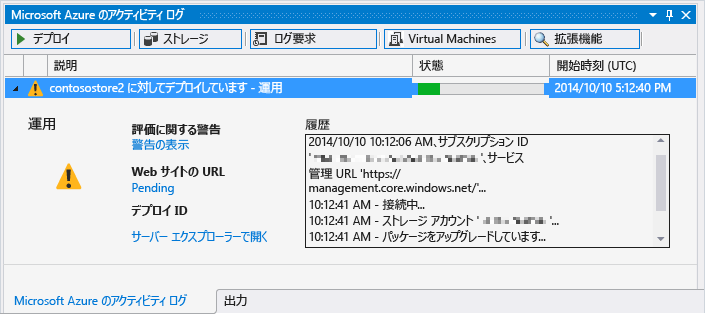 Microsoft Azure のアクティビティ ログ
デプロイ ストレージ ログ要求 Virtual Machines 拡張機能
説明 状態 開始時刻 (UTC)
contosostore2 に対してデプロイしています - 運用 2014/10/10 5:12:40 PM
運用
評価に関する警告
警告の表示
Web サイトの URL
Pending
デプロイ ID
サーバー エクスプローラーで開く
履歴
2014/10/10 10:12:06 AM、サブスクリプション ID
' '、サービス
管理 URL 'https://
management.core.windows.net/'...
10:12:41 AM - 接続中...
10:12:41 AM - ストレージ アカウント ' '
10:12:41 AM - パッケージをアップグレードしています...
Microsoft Azure のアクティビティ ログ 出力